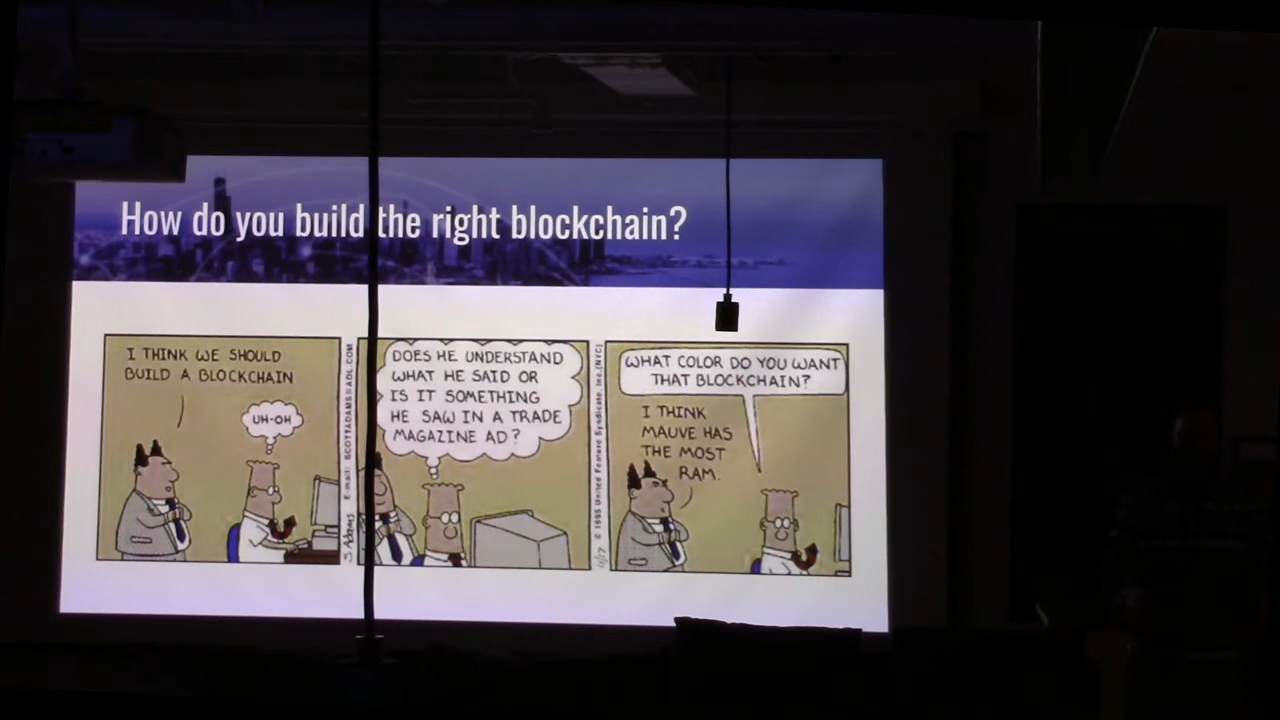 How do you build the right blockchain?
I THINK WE SHOULD
BUILD A BLOCKCHAIN
UH-OH
S. Adams E-mail: SCOTTADAMS@AOL.COM
DOES HE UNDERSTAND
WHAT HE SAID OR
IS IT SOMETHING
HE SAW IN A TRADE
MAGAZINE AD?
11/17 © 1995 United Feature Syndicate, Inc.(NYC)
WHAT COLOR DO YOU WANT
THAT BLOCKCHAIN?
I THINK
MAUVE HAS
THE MOST
RAM.